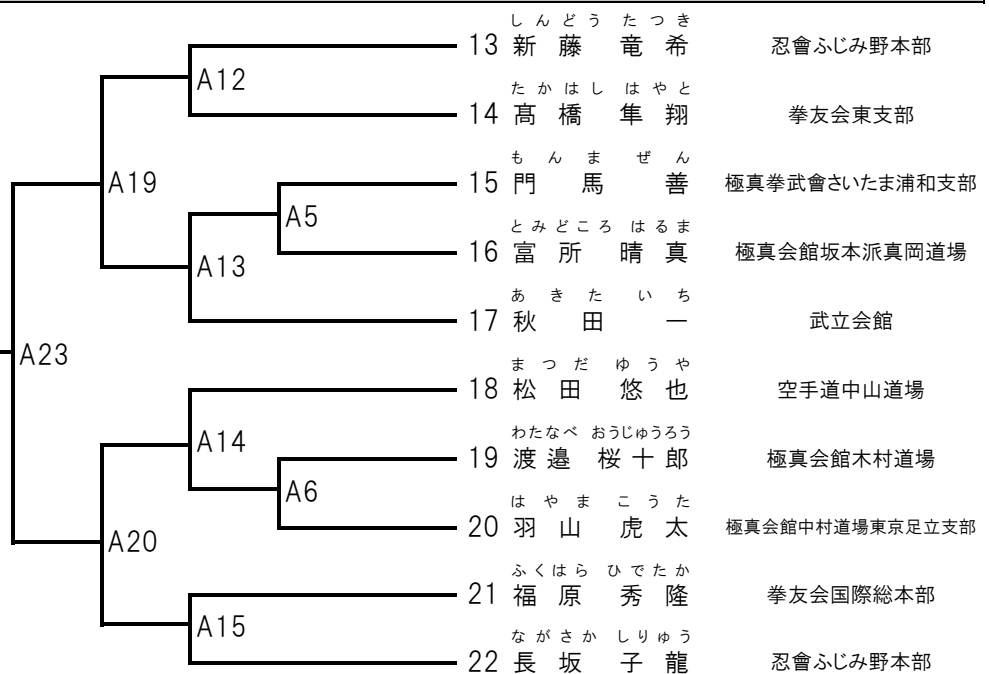 しんどう たつき
13 新藤 竜希 忍會ふじみ野本部
A12
たかはし はやと
14 髙橋 隼翔 拳友会東支部
A19
もんま ぜん
15 門馬 善 極真拳武會さいたま浦和支部
A5
とみどころ はるま
16 富所 晴真 極真会館坂本派真岡道場
A13
あきた いち
17 秋田 一 武立会館
A23
まつだ ゆうや
18 松田 悠也 空手道中山道場
A14
わたなべ おうじゅうろう
19 渡邉 桜十郎 極真会館木村道場
A6
はやま こうた
20 羽山 虎太 極真会館中村道場東京足立支部
A20
ふくはら ひでたか
21 福原 秀隆 拳友会国際総本部
A15
ながさか しりゅう
22 長坂 子龍 忍會ふじみ野本部